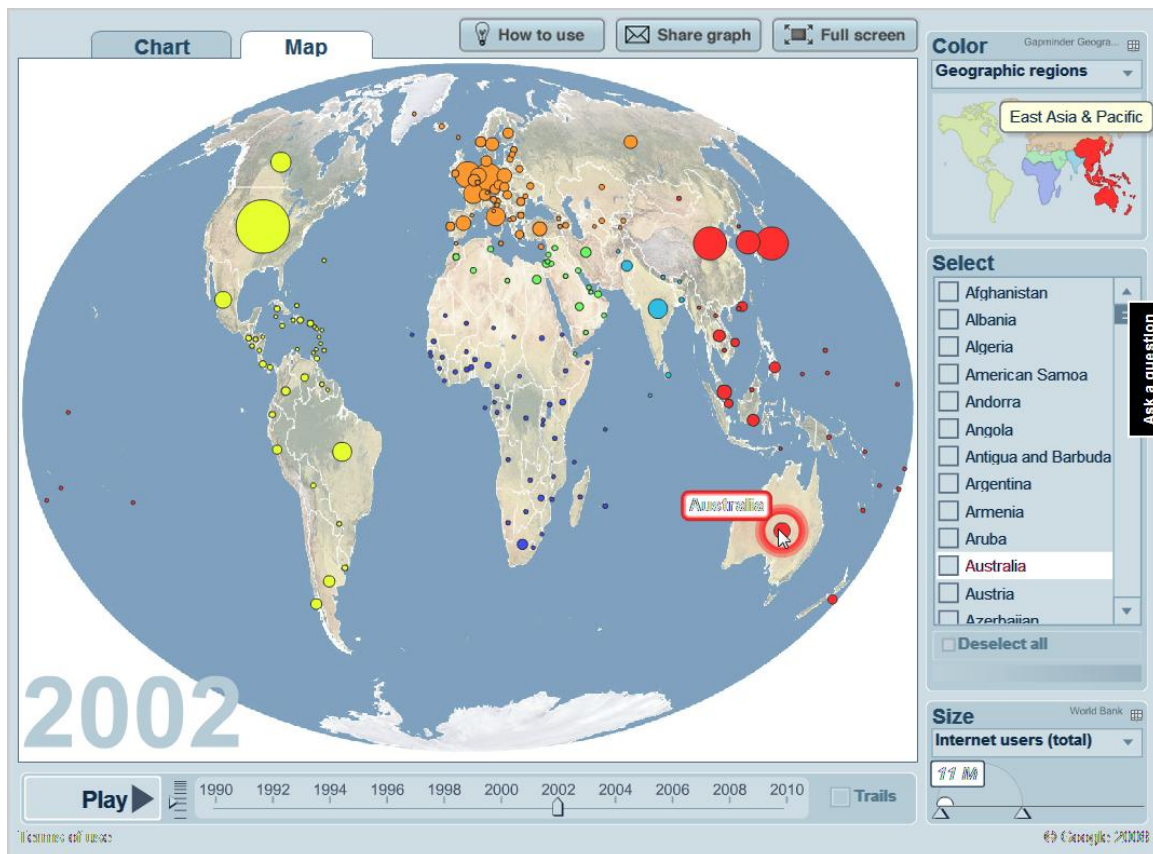 Chart
Map
How to use
Share graph
Full screen
Color
Gapminder Geogra...
Geographic regions
East Asia & Pacific
Select
Afghanistan
Albania
Algeria
American Samoa
Andorra
Angola
Antigua and Barbuda
Argentina
Armenia
Aruba
Australia
Austria
Azerbaijan
Deselect all
Ask a question
Australia
2002
Size
World Bank
Internet users (total)
11 M
Play
1990 1992 1994 1996 1998 2000 2002 2004 2006 2008 2010
Trails
Terms of use
© Google 2008